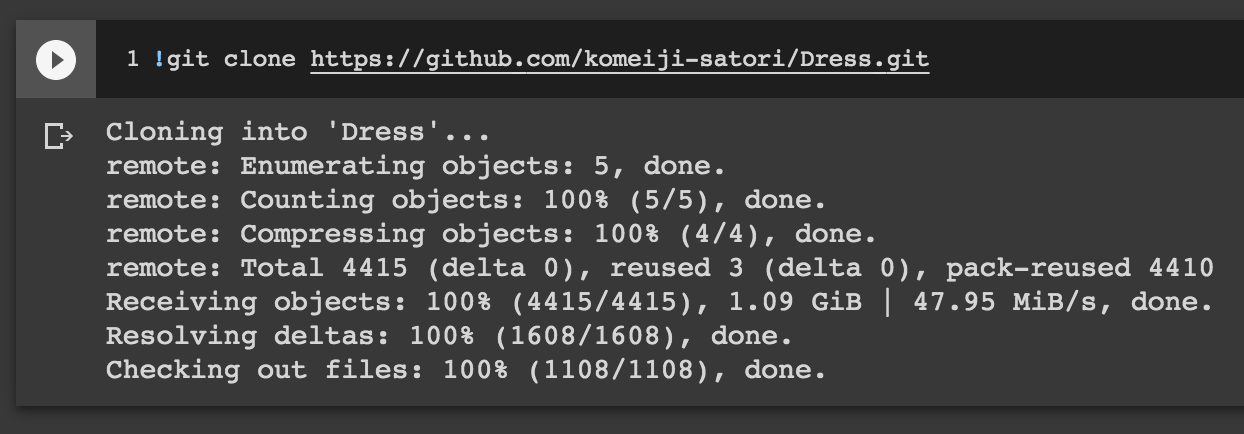 1 !git clone https://github.com/komeiji-satori/Dress.git
Cloning into 'Dress'...
remote: Enumerating objects: 5, done.
remote: Counting objects: 100% (5/5), done.
remote: Compressing objects: 100% (4/4), done.
remote: Total 4415 (delta 0), reused 3 (delta 0), pack-reused 4410
Receiving objects: 100% (4415/4415), 1.09 GiB | 47.95 MiB/s, done.
Resolving deltas: 100% (1608/1608), done.
Checking out files: 100% (1108/1108), done.